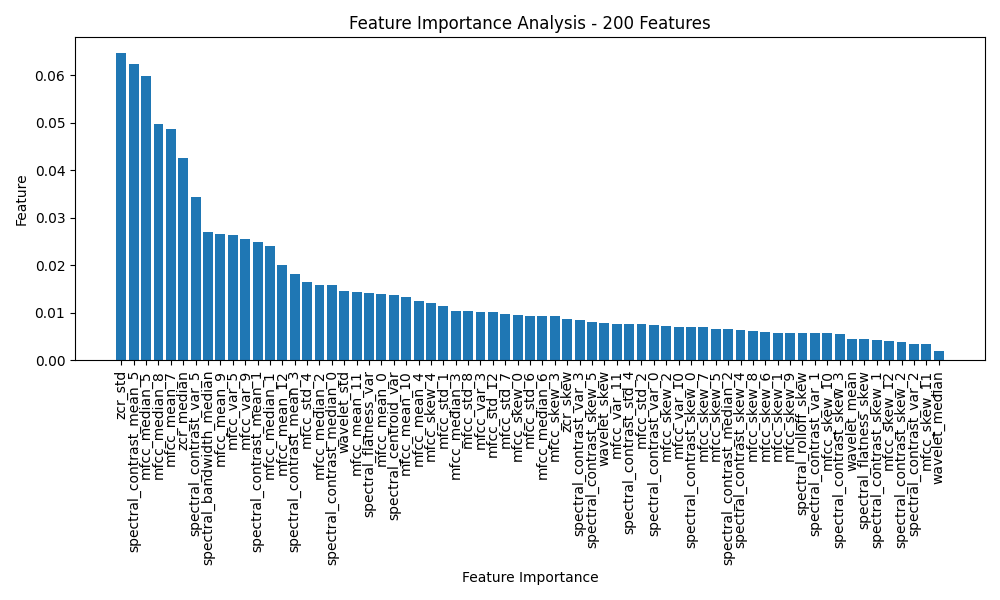 Feature Importance Analysis - 200 Features
Feature
0.06
0.05
0.04
0.03
0.02
0.01
0.00
zcr_std
spectral_contrast_mean_5
mfcc_median_5
mfcc_median_8
mfcc_mean_7
zcr_median
spectral_contrast_var_5
spectral_bandwidth_median
mfcc_mean_9
mfcc_var_5
mfcc_var_9
spectral_contrast_mean_1
mfcc_median_1
mfcc_mean_12
spectral_contrast_mean_3
mfcc_std_4
mfcc_median_2
spectral_contrast_median_0
wavelet_std
mfcc_mean_11
spectral_flatness_var
mfcc_mean_0
spectral_centroid_var
mfcc_mean_10
mfcc_mean_4
mfcc_skew_4
mfcc_std_1
mfcc_median_3
mfcc_std_8
mfcc_var_3
mfcc_std_12
mfcc_std_7
mfcc_skew_0
mfcc_std_6
mfcc_median_6
mfcc_skew_3
zcr_skew
spectral_contrast_var_3
spectral_contrast_skew_5
wavelet_skew
mfcc_var_11
spectral_contrast_std_4
mfcc_std_2
spectral_contrast_var_0
mfcc_skew_2
mfcc_var_10
spectral_contrast_skew_0
mfcc_skew_7
mfcc_skew_5
spectral_contrast_median_2
spectral_contrast_skew_4
mfcc_skew_8
mfcc_skew_6
mfcc_skew_1
mfcc_skew_9
spectral_rolloff_skew
spectral_contrast_var_1
mfcc_skew_10
spectral_contrast_skew_3
wavelet_mean
spectral_flatness_skew
spectral_contrast_skew_1
mfcc_skew_12
spectral_contrast_skew_2
spectral_contrast_var_2
mfcc_skew_11
wavelet_median
Feature Importance